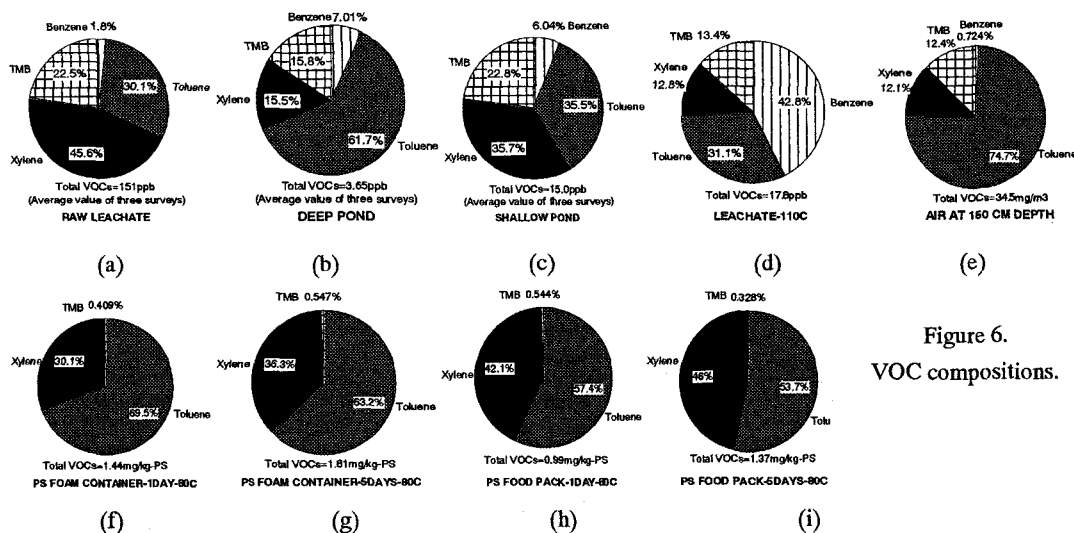 Benzene 1.8%
TMB
22.5%
30.1%
Toluene
45.6%
Xylene
Total VOCs=151ppb
(Average value of three surveys)
RAW LEACHATE
(a)
Benzene 7.01%
TMB
15.8%
Xylene
15.5%
61.7%
Toluene
Total VOCs=3.65ppb
(Average value of three surveys)
DEEP POND
(b)
6.04% Benzene
TMB
22.8%
35.5%
Toluene
35.7%
Xylene
Total VOCs=15.0ppb
(Average value of three surveys)
SHALLOW POND
(c)
TMB 13.4%
Xylene
12.8%
42.8%
Benzene
31.1%
Toluene
Total VOCs=17.8ppb
LEACHATE-110C
(d)
Benzene
TMB
0.724%
12.4%
Xylene
12.1%
74.7%
Toluene
Total VOCs=34.5mg/m3
AIR AT 150 CM DEPTH
(e)
TMB 0.409%
Xylene
30.1%
69.5%
Toluene
Total VOCs=1.44mg/kg-PS
PS FOAM CONTAINER-1DAY-80C
(f)
TMB 0.547%
Xylene
36.3%
63.2%
Toluene
Total VOCs=1.61mg/kg-PS
PS FOAM CONTAINER-5DAYS-80C
(g)
TMB 0.544%
Xylene
42.1%
57.4%
Toluene
Total VOCs=0.99mg/kg-PS
PS FOOD PACK-1DAY-80C
(h)
TMB 0.328%
Xylene
46%
53.7%
Tolu
Total VOCs=1.37mg/kg-PS
PS FOOD PACK-5DAYS-80C
(i)
Figure 6.
VOC compositions.